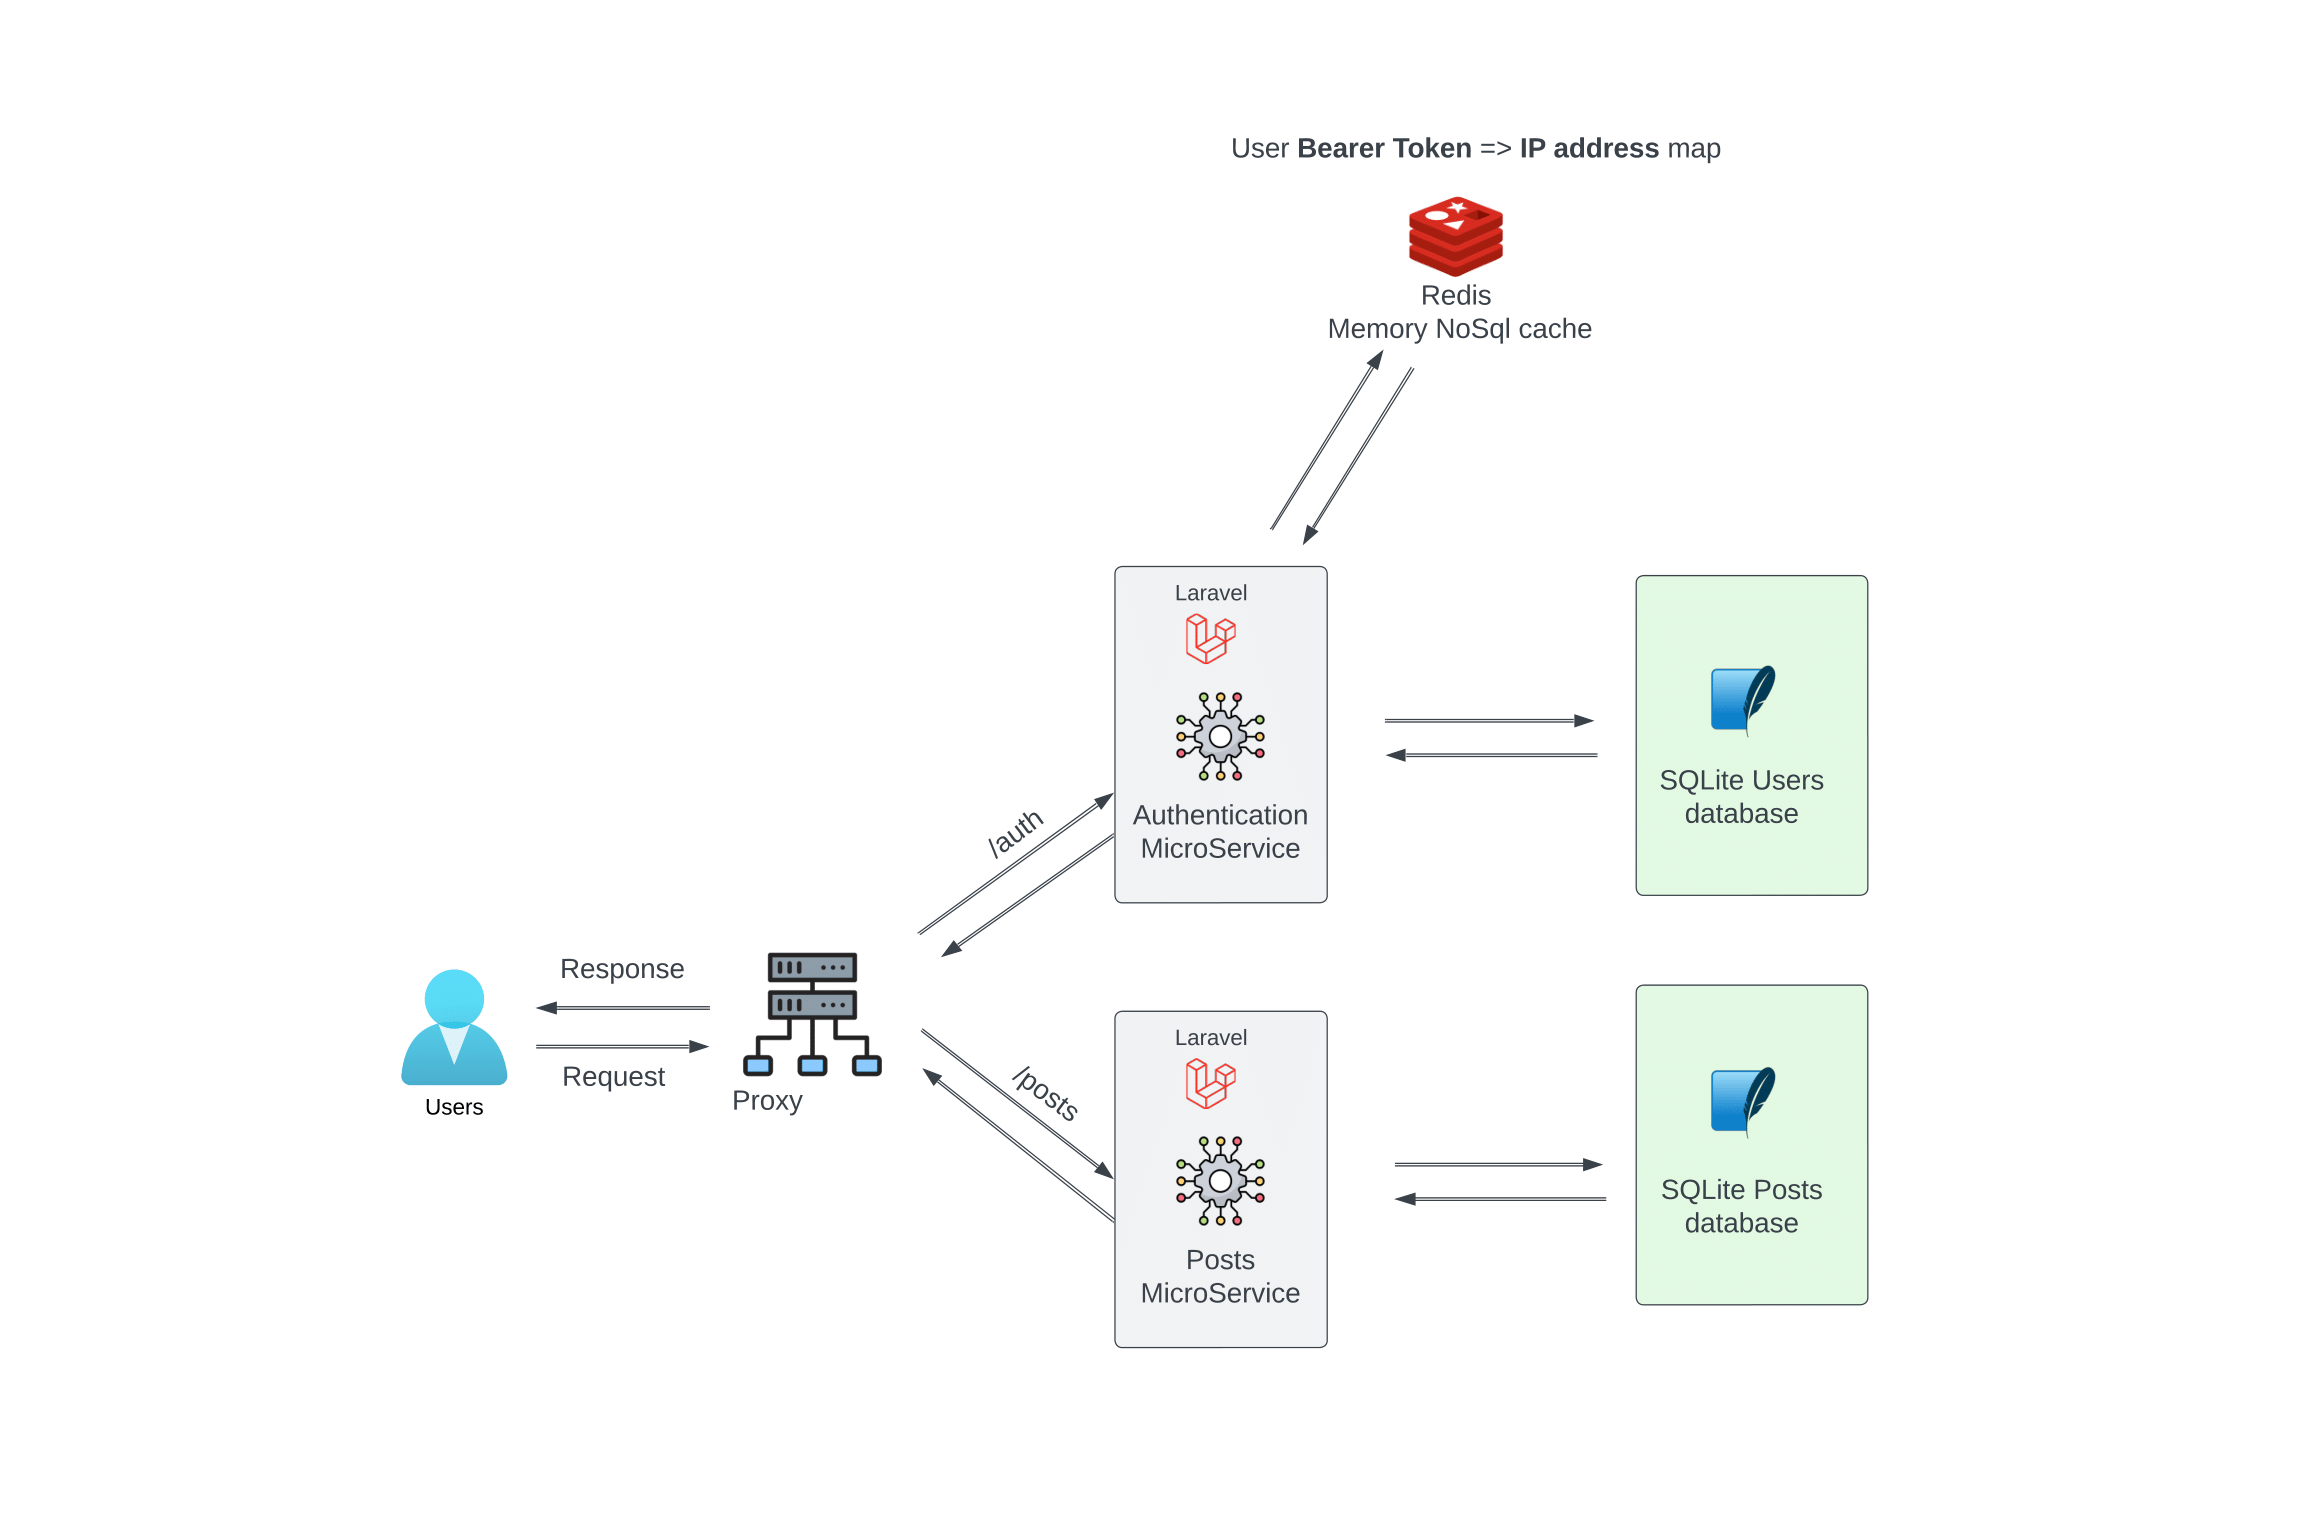 User Bearer Token => IP address map
Redis
Memory NoSql cache
Laravel
Authentication
MicroService
SQLite Users
database
/auth
Response
Request
Users
Proxy
/posts
Laravel
Posts
MicroService
SQLite Posts
database